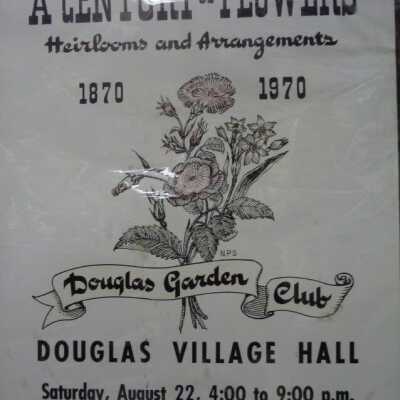 A CENTURY of FLOWERS
Heirlooms and Arrangements
1870 1970
NPS
Douglas Garden Club
DOUGLAS VILLAGE HALL
Saturday, August 22, 4:00 to 9:00 p.m.